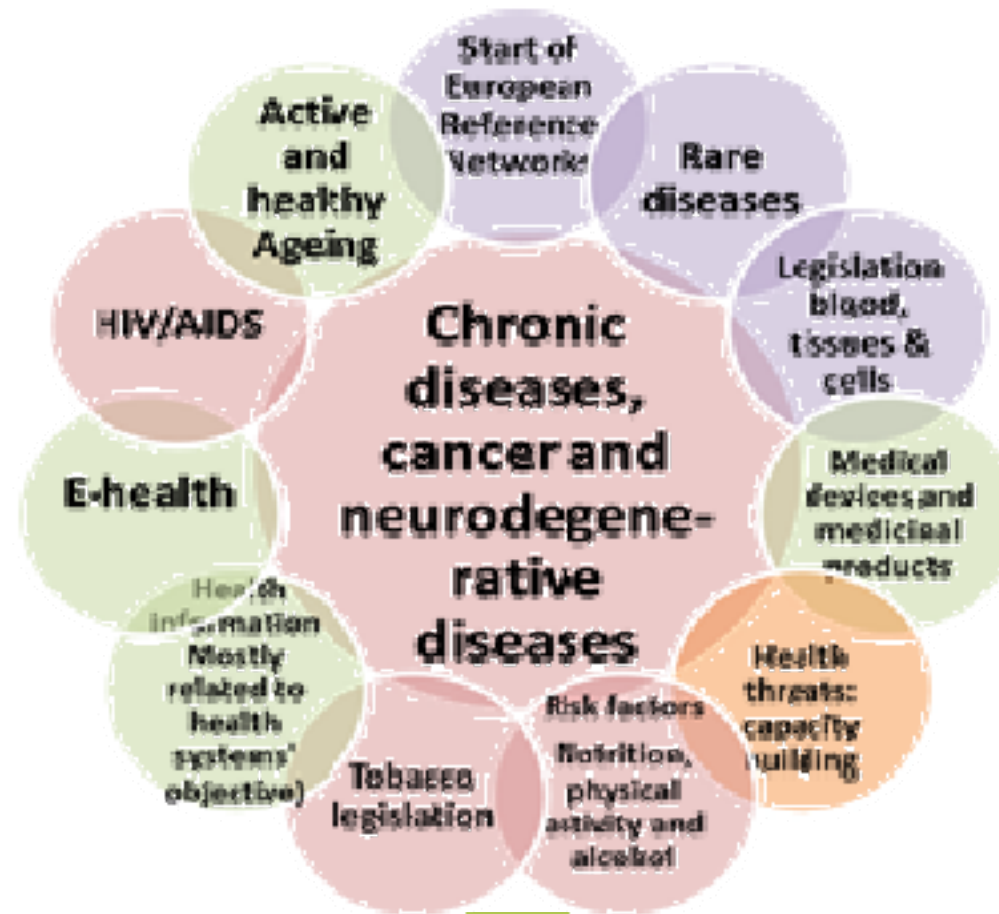 Start of
European
Reference
Networks
Rare
diseases
Legislation
blood,
tissues &
cells
Medical
devices and
medicinal
products
Health
threats:
capacity
building
Risk factors
Nutrition,
physical
activity and
alcohol
Tobacco
legislation
Health
information
Mostly
related to
health
systems'
objective)
E-health
HIV/AIDS
Active
and
healthy
Ageing
Chronic
diseases,
cancer and
neurodegene-
rative
diseases